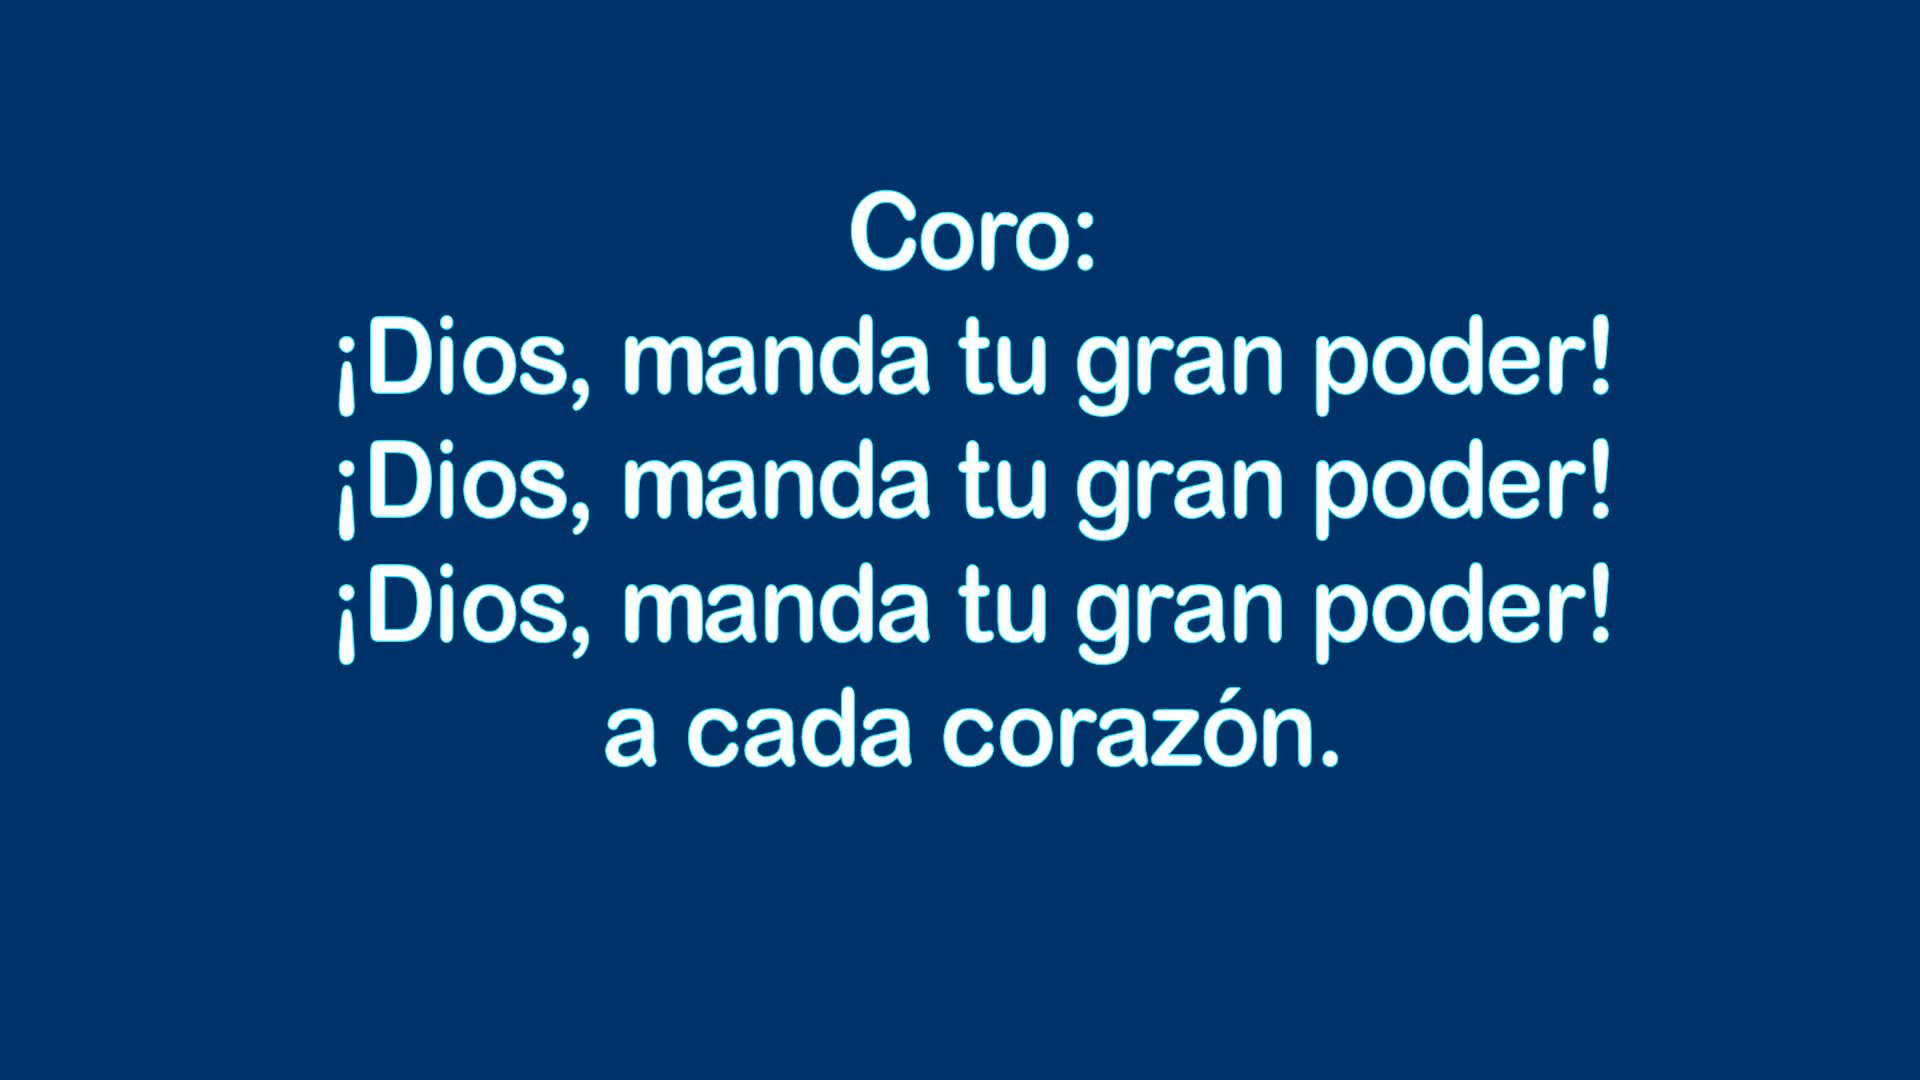 Coro:
¡Dios, manda tu gran poder!
¡Dios, manda tu gran poder!
¡Dios, manda tu gran poder!
a cada corazón.